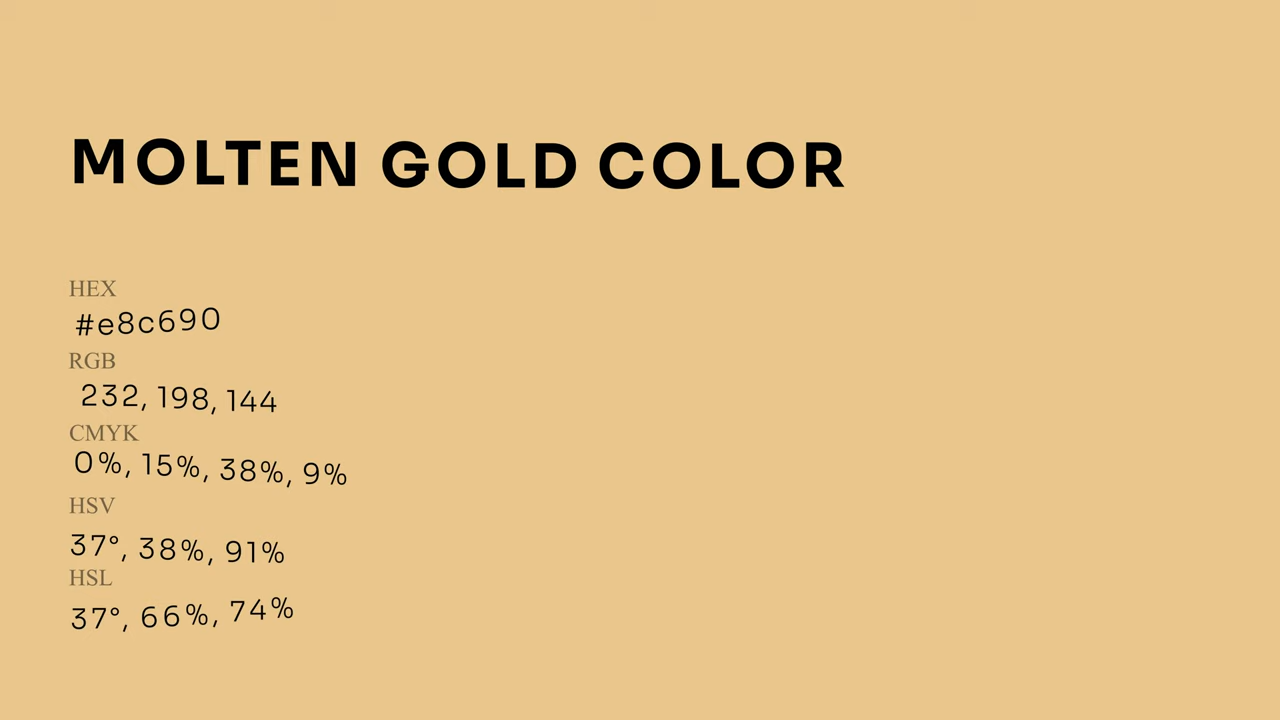 MOLTEN GOLD COLOR
HEX
#e8c690
RGB
232, 198, 144
CMYK
0%, 15%, 38%, 9%
HSV
37°, 38%, 91%
HSL
37°, 66%, 74%